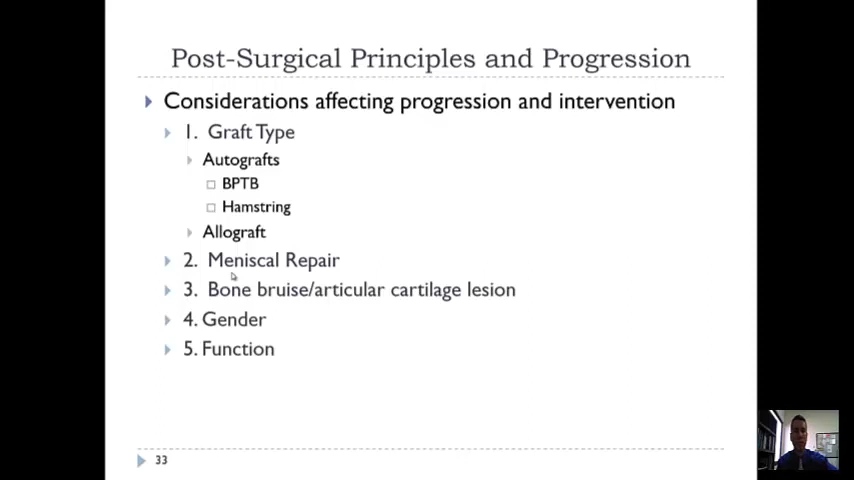 Post-Surgical Principles and Progression
Considerations affecting progression and intervention
1. Graft Type
Autografts
BPTB
Hamstring
Allograft
2. Meniscal Repair
3. Bone bruise/articular cartilage lesion
4. Gender
5. Function
33